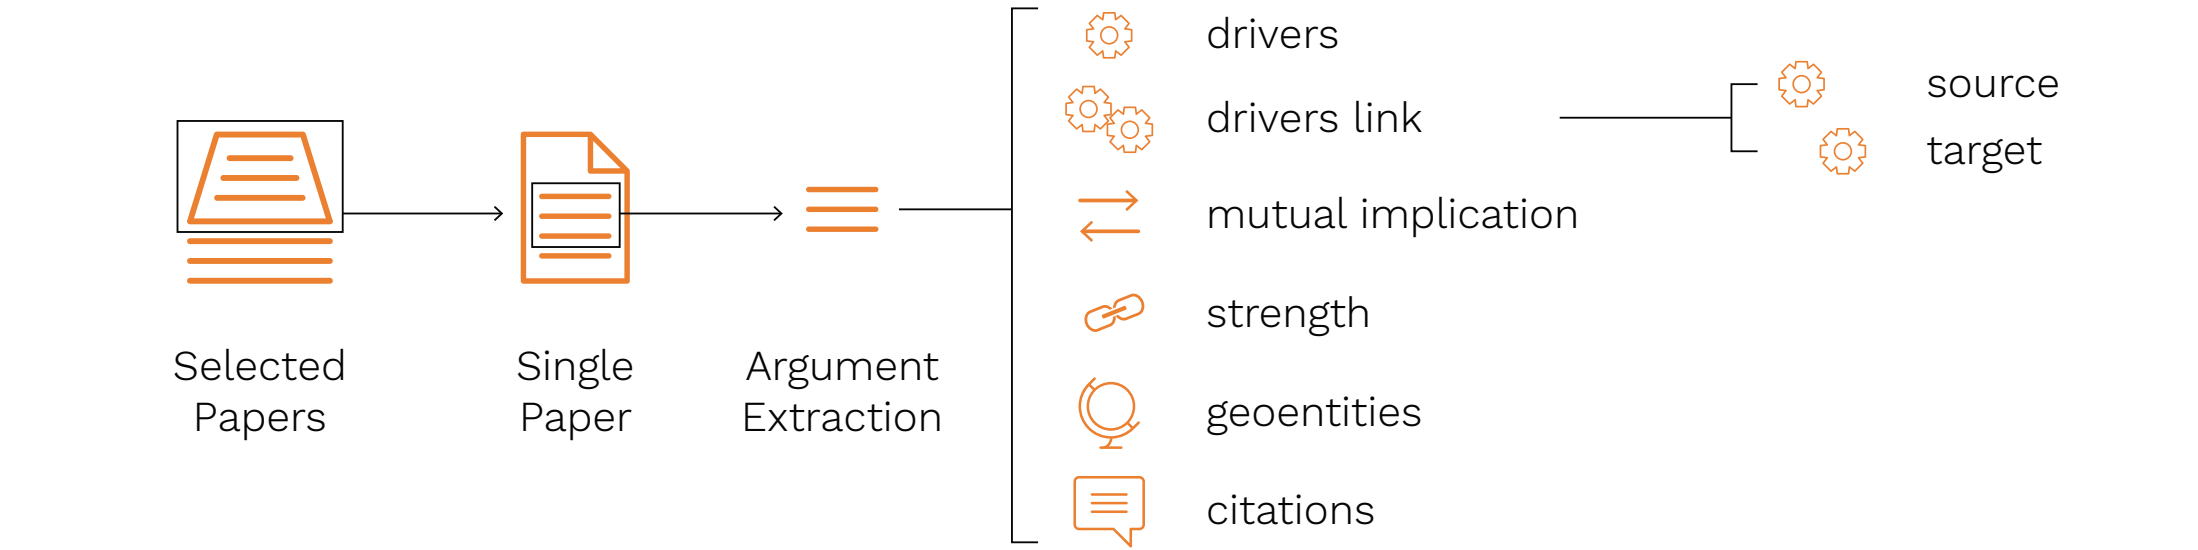 Selected
Papers
Single
Paper
Argument
Extraction
drivers
drivers link
mutual implication
strength
geoentities
citations
source
target